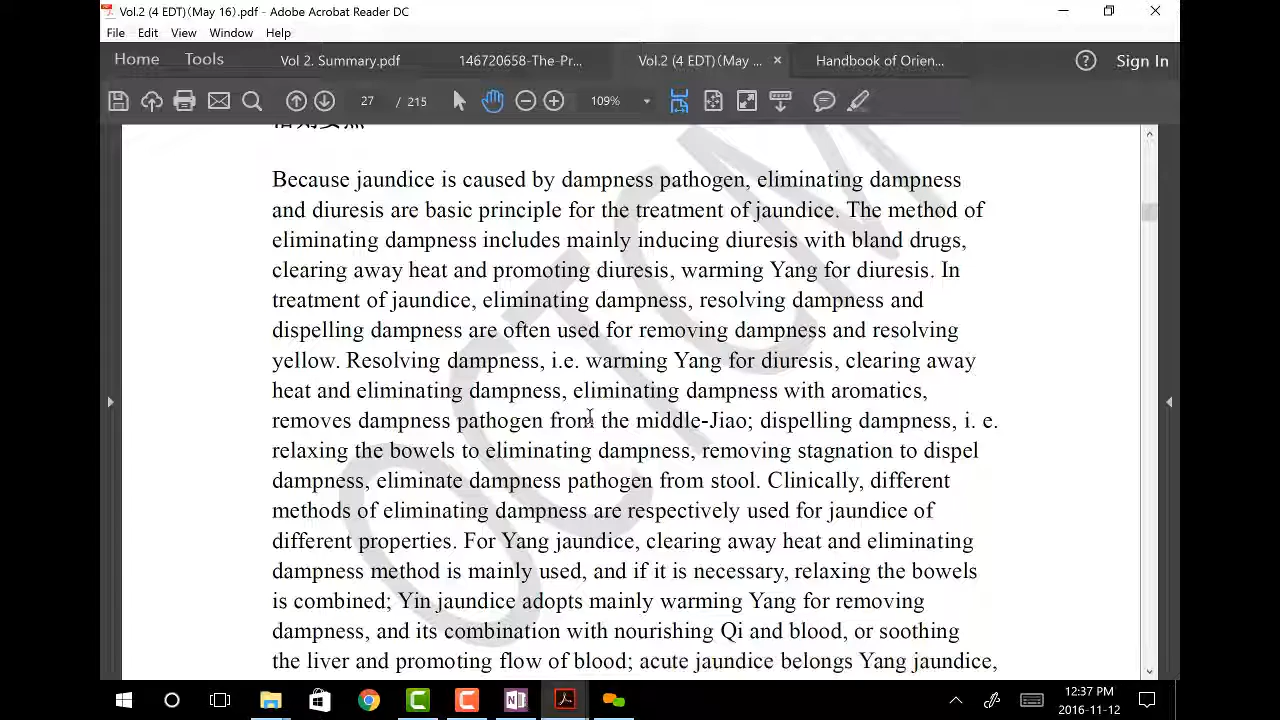 Vol.2 (4 EDT)(May 16).pdf - Adobe Acrobat Reader DC
File Edit View Window Help
Home Tools Vol 2. Summary.pdf 146720658-The-Pr... Vol.2 (4 EDT)(May ... × Handbook of Orien... ? Sign In
27 / 215 109%
Because jaundice is caused by dampness pathogen, eliminating dampness
and diuresis are basic principle for the treatment of jaundice. The method of
eliminating dampness includes mainly inducing diuresis with bland drugs,
clearing away heat and promoting diuresis, warming Yang for diuresis. In
treatment of jaundice, eliminating dampness, resolving dampness and
dispelling dampness are often used for removing dampness and resolving
yellow. Resolving dampness, i.e. warming Yang for diuresis, clearing away
heat and eliminating dampness, eliminating dampness with aromatics,
removes dampness pathogen from the middle-Jiao; dispelling dampness, i. e.
relaxing the bowels to eliminating dampness, removing stagnation to dispel
dampness, eliminate dampness pathogen from stool. Clinically, different
methods of eliminating dampness are respectively used for jaundice of
different properties. For Yang jaundice, clearing away heat and eliminating
dampness method is mainly used, and if it is necessary, relaxing the bowels
is combined; Yin jaundice adopts mainly warming Yang for removing
dampness, and its combination with nourishing Qi and blood, or soothing
the liver and promoting flow of blood; acute jaundice belongs Yang jaundice,
OCTCM
12:37 PM
2016-11-12